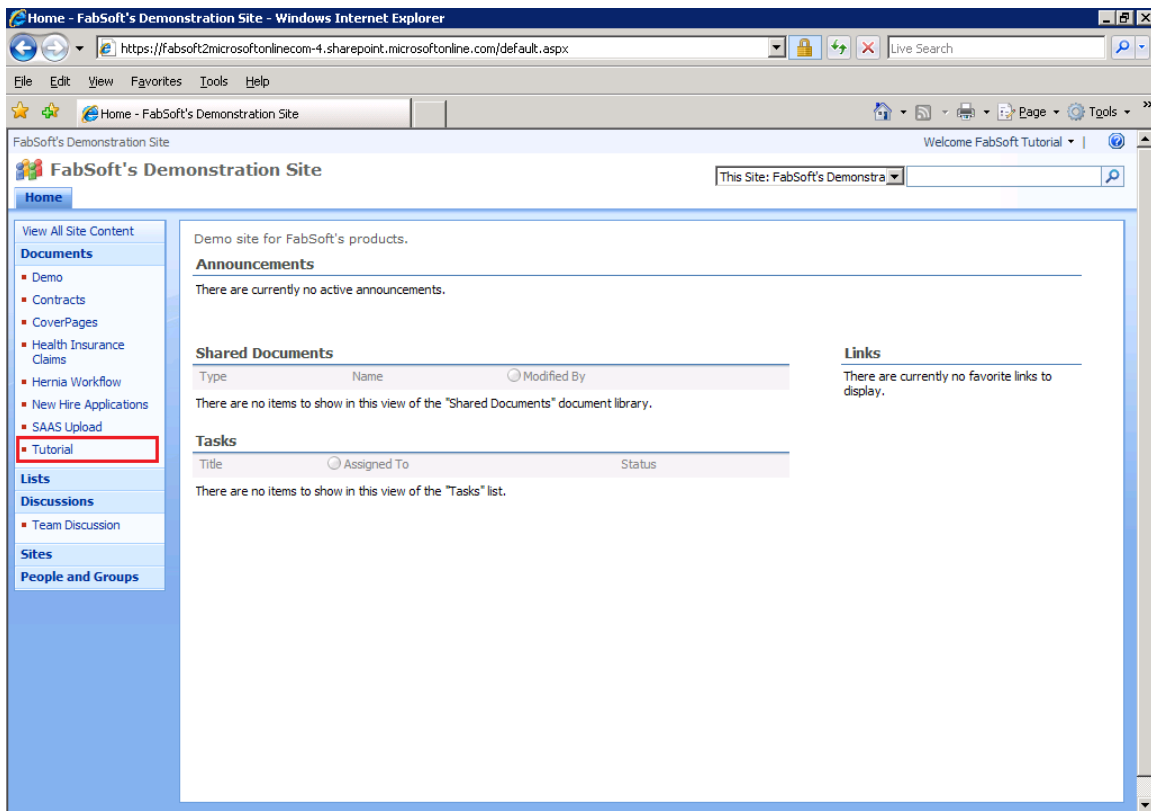 Home - FabSoft's Demonstration Site - Windows Internet Explorer
https://fabsoft2microsoftonlinecom-4.sharepoint.microsoftonline.com/default.aspx
Live Search
File Edit View Favorites Tools Help
Home - FabSoft's Demonstration Site
Page Tools »
FabSoft's Demonstration Site
Welcome FabSoft Tutorial
FabSoft's Demonstration Site
This Site: FabSoft's Demonstra
Home
View All Site Content
Documents
Demo
Contracts
CoverPages
Health Insurance
Claims
Hernia Workflow
New Hire Applications
SAAS Upload
Tutorial
Lists
Discussions
Team Discussion
Sites
People and Groups
Demo site for FabSoft's products.
Announcements
There are currently no active announcements.
Shared Documents
Type Name Modified By
There are no items to show in this view of the "Shared Documents" document library.
Tasks
Title Assigned To Status
There are no items to show in this view of the "Tasks" list.
Links
There are currently no favorite links to
display.